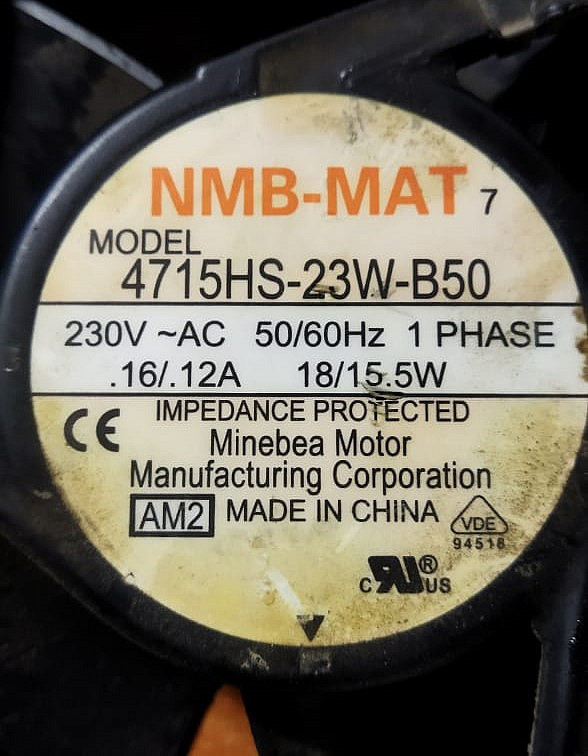 NMB-MAT 7
MODEL
4715HS-23W-B50
230V ~AC 50/60Hz 1 PHASE
.16/.12A 18/15.5W
IMPEDANCE PROTECTED
CE
Minebea Motor
Manufacturing Corporation
AM2 MADE IN CHINA
VDE
94518
c RU ® US